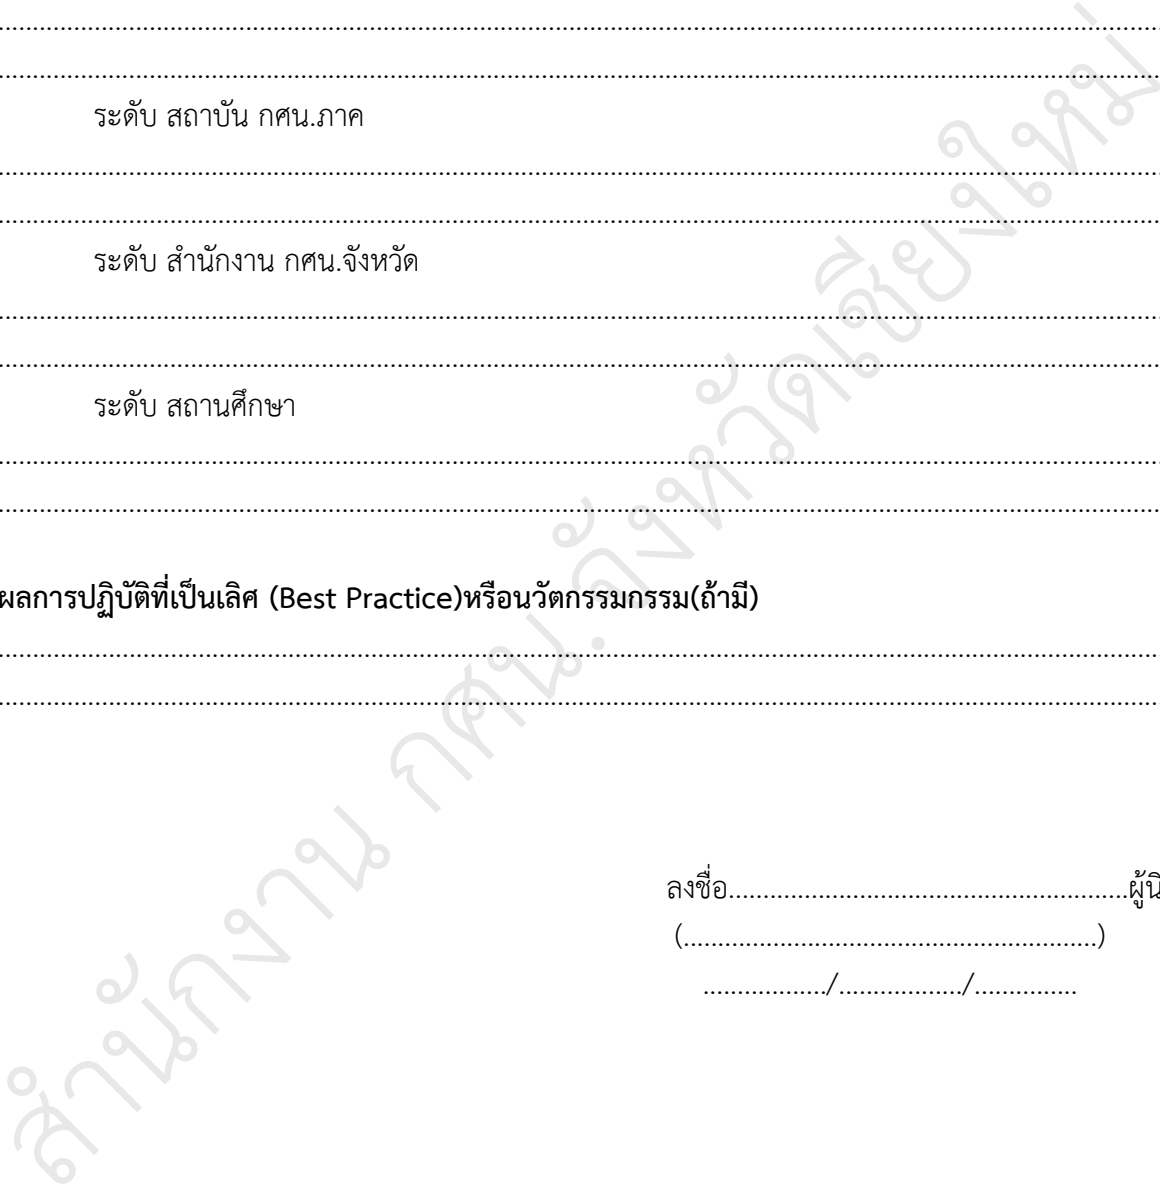 ................................................................................
................................................................................
ระดับ สถาบัน กศน.ภาค
................................................................................
................................................................................
ระดับ สำนักงาน กศน.จังหวัด
................................................................................
................................................................................
ระดับ สถานศึกษา
................................................................................
................................................................................
ผลการปฏิบัติที่เป็นเลิศ (Best Practice)หรือนวัตกรรมกรรม(ถ้ามี)
................................................................................
................................................................................
ลงชื่อ..........................................................ผู้นิ
(............................................................)
................../................../...............
สำนักงาน กศน.จังหวัดเชียงใหม่